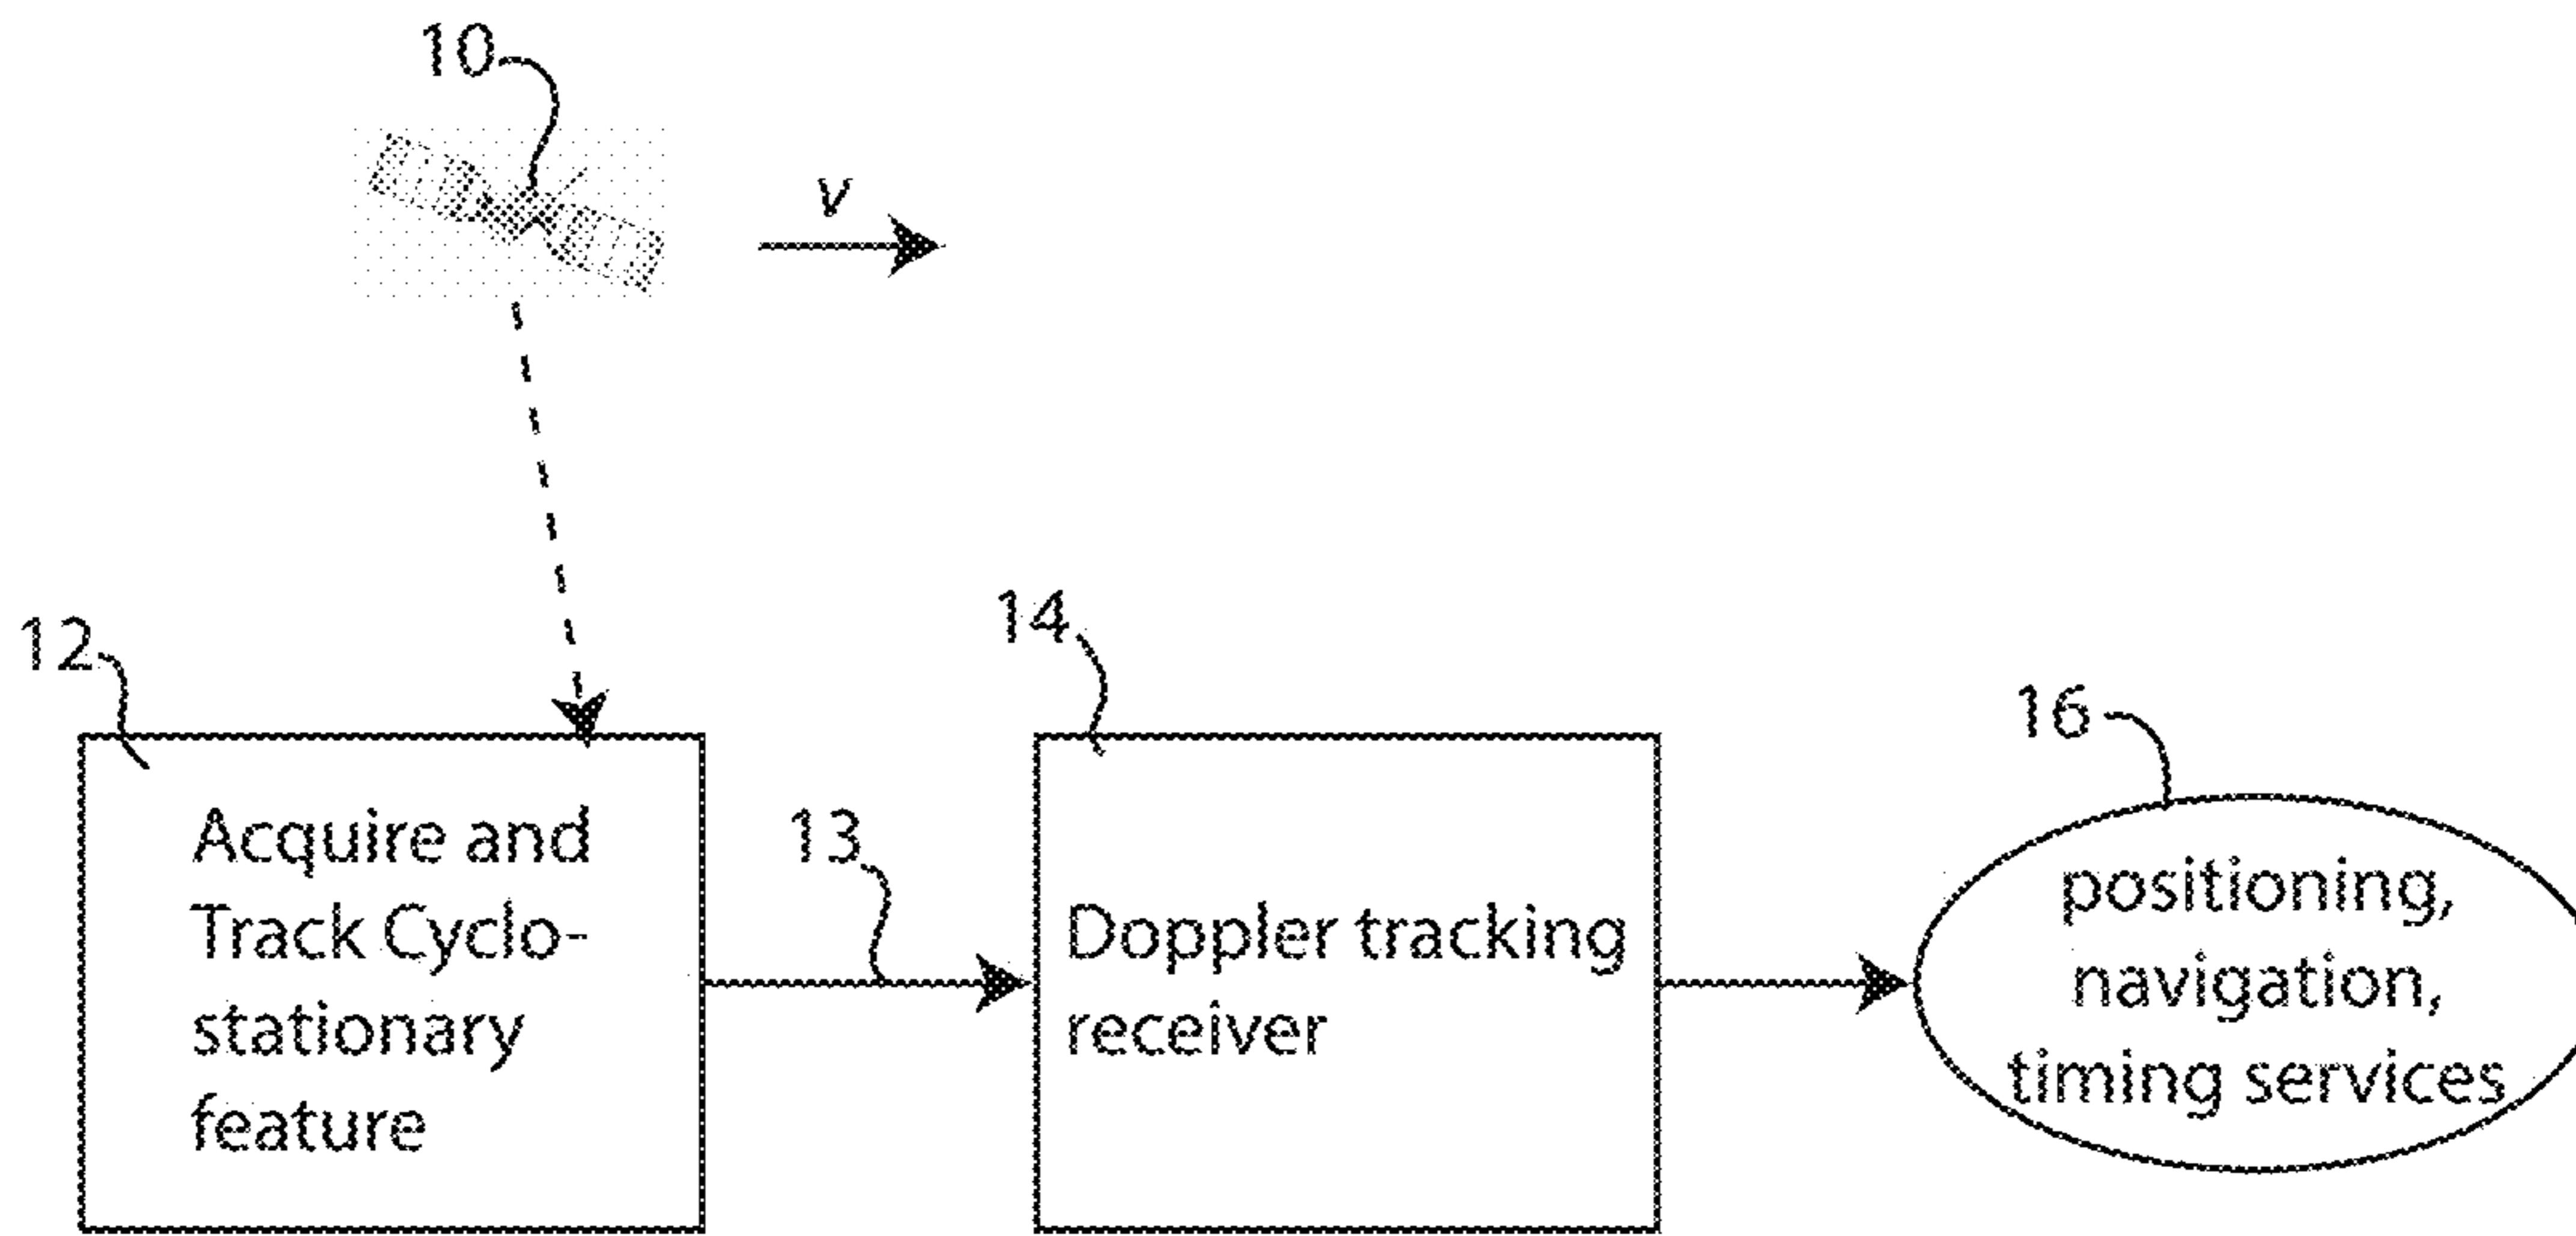 10
v
12
14
16
13
Acquire and
Track Cyclo-
stationary
feature
Doppler tracking
receiver
positioning,
navigation,
timing services